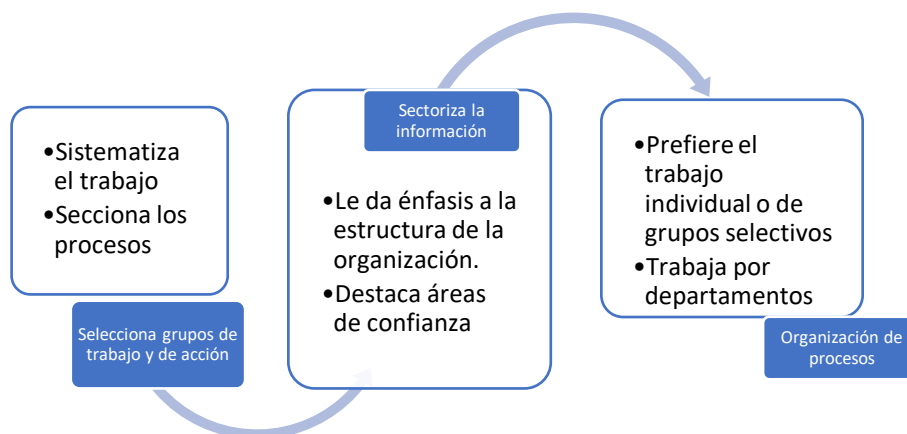 •Sistematiza
el trabajo
•Secciona los
procesos
Selecciona grupos de
trabajo y de acción
Sectoriza la
información
•Le da énfasis a la
estructura de la
organización.
•Destaca áreas
de confianza
•Prefiere el
trabajo
individual o de
grupos selectivos
•Trabaja por
departamentos
Organización de
procesos